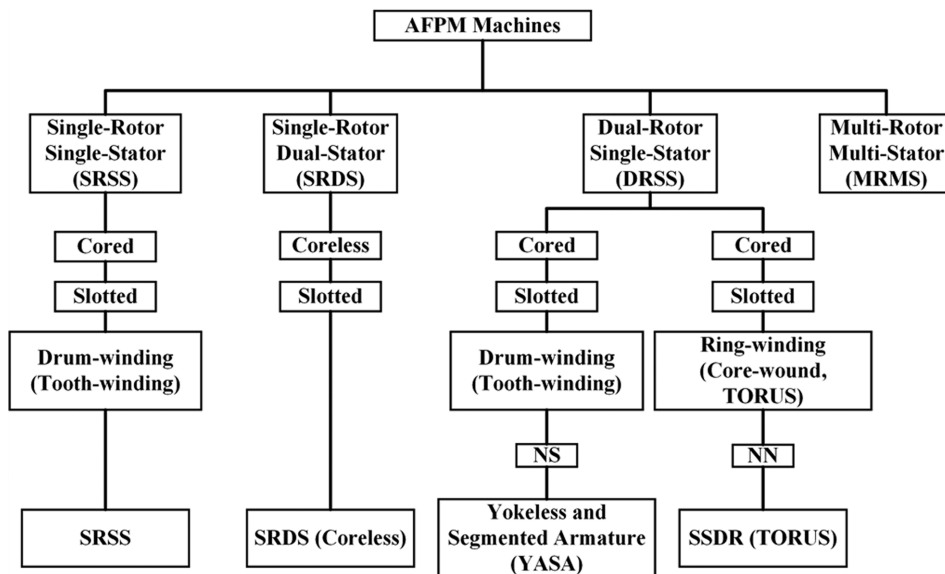 AFPM Machines
Single-Rotor
Single-Stator
(SRSS)
Single-Rotor
Dual-Stator
(SRDS)
Dual-Rotor
Single-Stator
(DRSS)
Multi-Rotor
Multi-Stator
(MRMS)
Cored
Coreless
Cored
Cored
Slotted
Slotted
Slotted
Slotted
Drum-winding
(Tooth-winding)
Drum-winding
(Tooth-winding)
Ring-winding
(Core-wound,
TORUS)
NS
NN
SRSS
SRDS (Coreless)
Yokeless and
Segmented Armature
(YASA)
SSDR (TORUS)